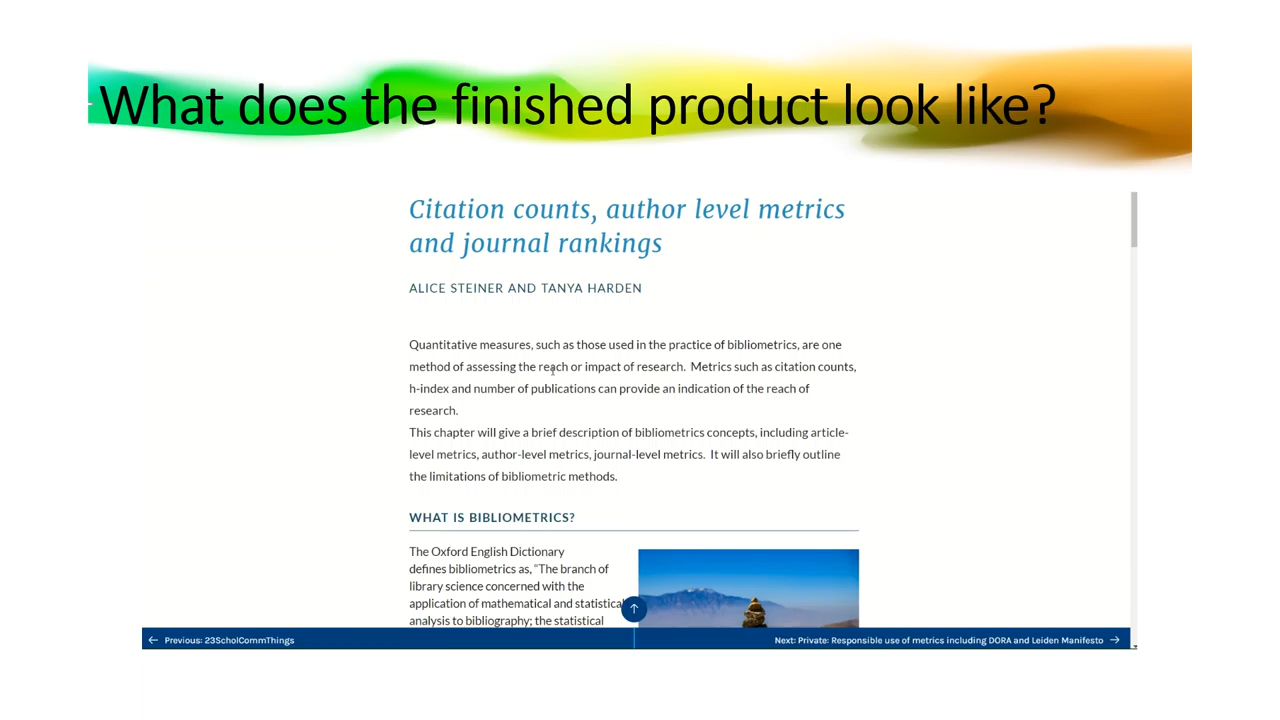 What does the finished product look like?
Citation counts, author level metrics
and journal rankings
ALICE STEINER AND TANYA HARDEN
Quantitative measures, such as those used in the practice of bibliometrics, are one
method of assessing the reach or impact of research. Metrics such as citation counts,
h-index and number of publications can provide an indication of the reach of
research.
This chapter will give a brief description of bibliometrics concepts, including article-
level metrics, author-level metrics, journal-level metrics. It will also briefly outline
the limitations of bibliometric methods.
WHAT IS BIBLIOMETRICS?
The Oxford English Dictionary
defines bibliometrics as, “The branch of
library science concerned with the
application of mathematical and statistical
analysis to bibliography; the statistical
← Previous: 23ScholCommThings
Next: Private: Responsible use of metrics including DORA and Leiden Manifesto →